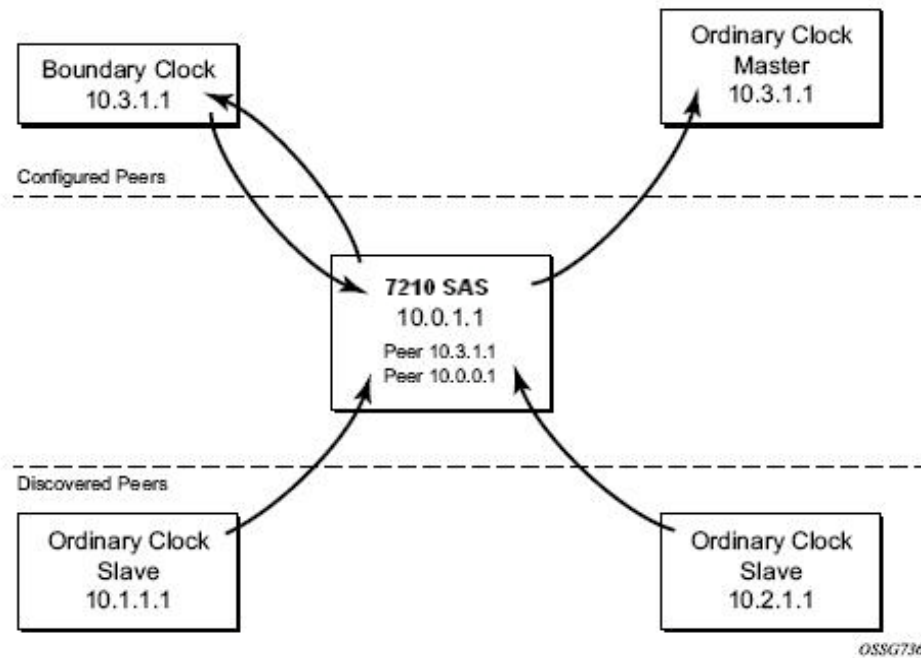 Boundary Clock
10.3.1.1
Ordinary Clock
Master
10.3.1.1
Configured Peers
7210 SAS
10.0.1.1
Peer 10.3.1.1
Peer 10.0.0.1
Discovered Peers
Ordinary Clock
Slave
10.1.1.1
Ordinary Clock
Slave
10.2.1.1